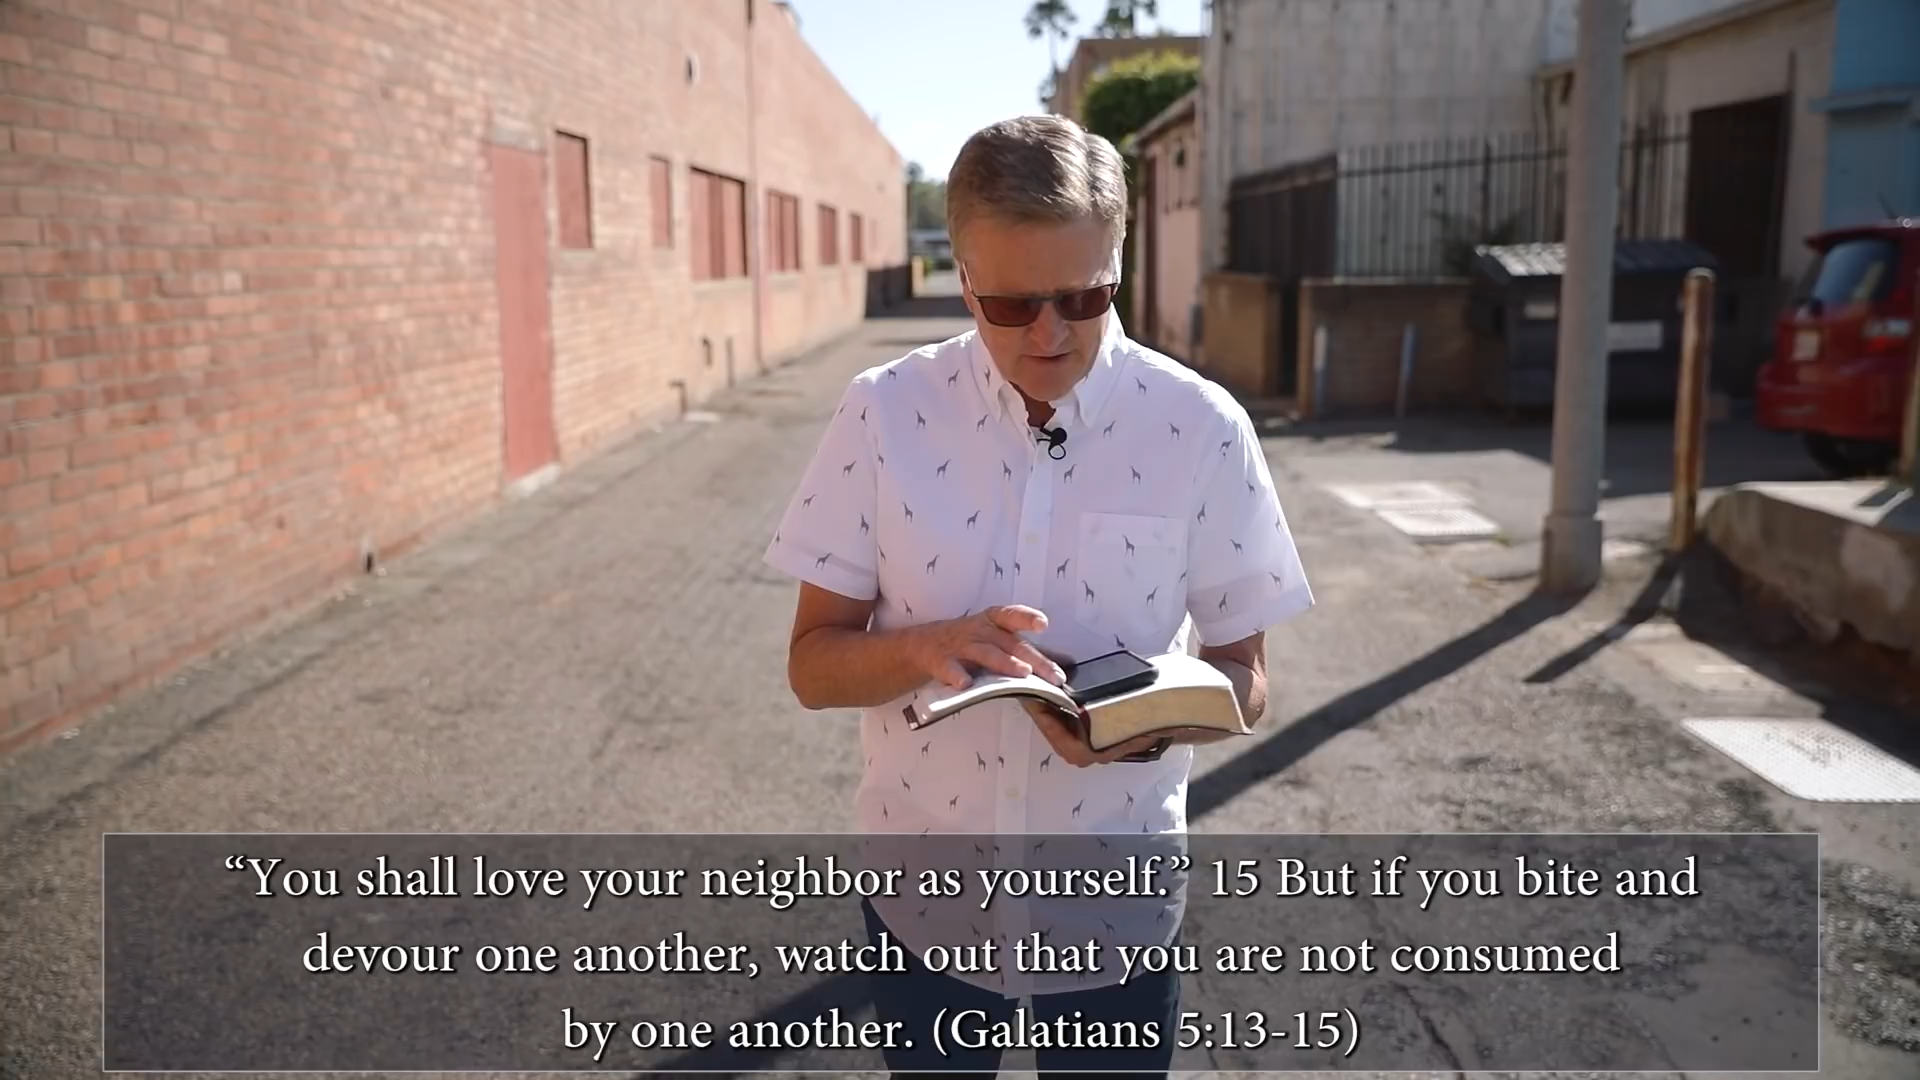 “You shall love your neighbor as yourself.” 15 But if you bite and
devour one another, watch out that you are not consumed
by one another. (Galatians 5:13-15)